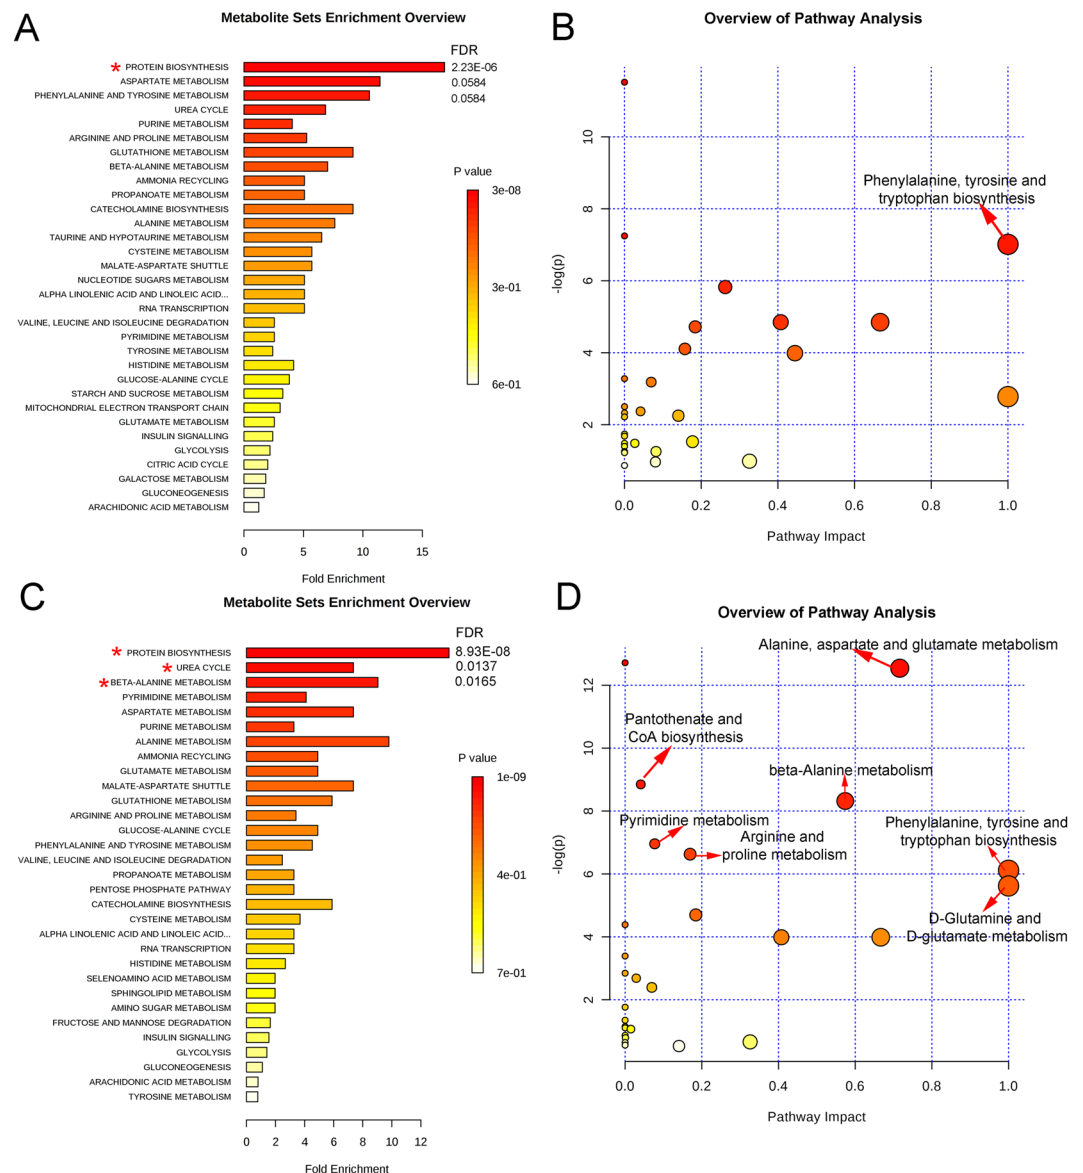 A
Metabolite Sets Enrichment Overview
FDR
* PROTEIN BIOSYNTHESIS 2.23E-06
ASPARTATE METABOLISM 0.0584
PHENYLALANINE AND TYROSINE METABOLISM 0.0584
UREA CYCLE
PURINE METABOLISM
ARGININE AND PROLINE METABOLISM
GLUTATHIONE METABOLISM
BETA-ALANINE METABOLISM
AMMONIA RECYCLING
PROPANOATE METABOLISM
CATECHOLAMINE BIOSYNTHESIS
ALANINE METABOLISM
TAURINE AND HYPOTAURINE METABOLISM
CYSTEINE METABOLISM
MALATE-ASPARTATE SHUTTLE
NUCLEOTIDE SUGARS METABOLISM
ALPHA LINOLENIC ACID AND LINOLEIC ACID...
RNA TRANSCRIPTION
VALINE, LEUCINE AND ISOLEUCINE DEGRADATION
PYRIMIDINE METABOLISM
TYROSINE METABOLISM
HISTIDINE METABOLISM
GLUCOSE-ALANINE CYCLE
STARCH AND SUCROSE METABOLISM
MITOCHONDRIAL ELECTRON TRANSPORT CHAIN
GLUTAMATE METABOLISM
INSULIN SIGNALLING
GLYCOLYSIS
CITRIC ACID CYCLE
GALACTOSE METABOLISM
GLUCONEOGENESIS
ARACHIDONIC ACID METABOLISM
P value
3e-08
3e-01
6e-01
0 5 10 15
Fold Enrichment
B
Overview of Pathway Analysis
Phenylalanine, tyrosine and
tryptophan biosynthesis
-log(p)
10
8
6
4
2
0.0 0.2 0.4 0.6 0.8 1.0
Pathway Impact
C
Metabolite Sets Enrichment Overview
FDR
* PROTEIN BIOSYNTHESIS 8.93E-08
* UREA CYCLE 0.0137
* BETA-ALANINE METABOLISM 0.0165
PYRIMIDINE METABOLISM
ASPARTATE METABOLISM
PURINE METABOLISM
ALANINE METABOLISM
AMMONIA RECYCLING
GLUTAMATE METABOLISM
MALATE-ASPARTATE SHUTTLE
GLUTATHIONE METABOLISM
ARGININE AND PROLINE METABOLISM
GLUCOSE-ALANINE CYCLE
PHENYLALANINE AND TYROSINE METABOLISM
VALINE, LEUCINE AND ISOLEUCINE DEGRADATION
PROPANOATE METABOLISM
PENTOSE PHOSPHATE PATHWAY
CATECHOLAMINE BIOSYNTHESIS
CYSTEINE METABOLISM
ALPHA LINOLENIC ACID AND LINOLEIC ACID...
RNA TRANSCRIPTION
HISTIDINE METABOLISM
SELENOAMINO ACID METABOLISM
SPHINGOLIPID METABOLISM
AMINO SUGAR METABOLISM
FRUCTOSE AND MANNOSE DEGRADATION
INSULIN SIGNALLING
GLYCOLYSIS
GLUCONEOGENESIS
ARACHIDONIC ACID METABOLISM
TYROSINE METABOLISM
P value
1e-09
4e-01
7e-01
0 2 4 6 8 10 12
Fold Enrichment
D
Overview of Pathway Analysis
Alanine, aspartate and glutamate metabolism
Pantothenate and
CoA biosynthesis
beta-Alanine metabolism
Pyrimidine metabolism
Arginine and
proline metabolism
Phenylalanine, tyrosine and
tryptophan biosynthesis
D-Glutamine and
D-glutamate metabolism
-log(p)
12
10
8
6
4
2
0.0 0.2 0.4 0.6 0.8 1.0
Pathway Impact